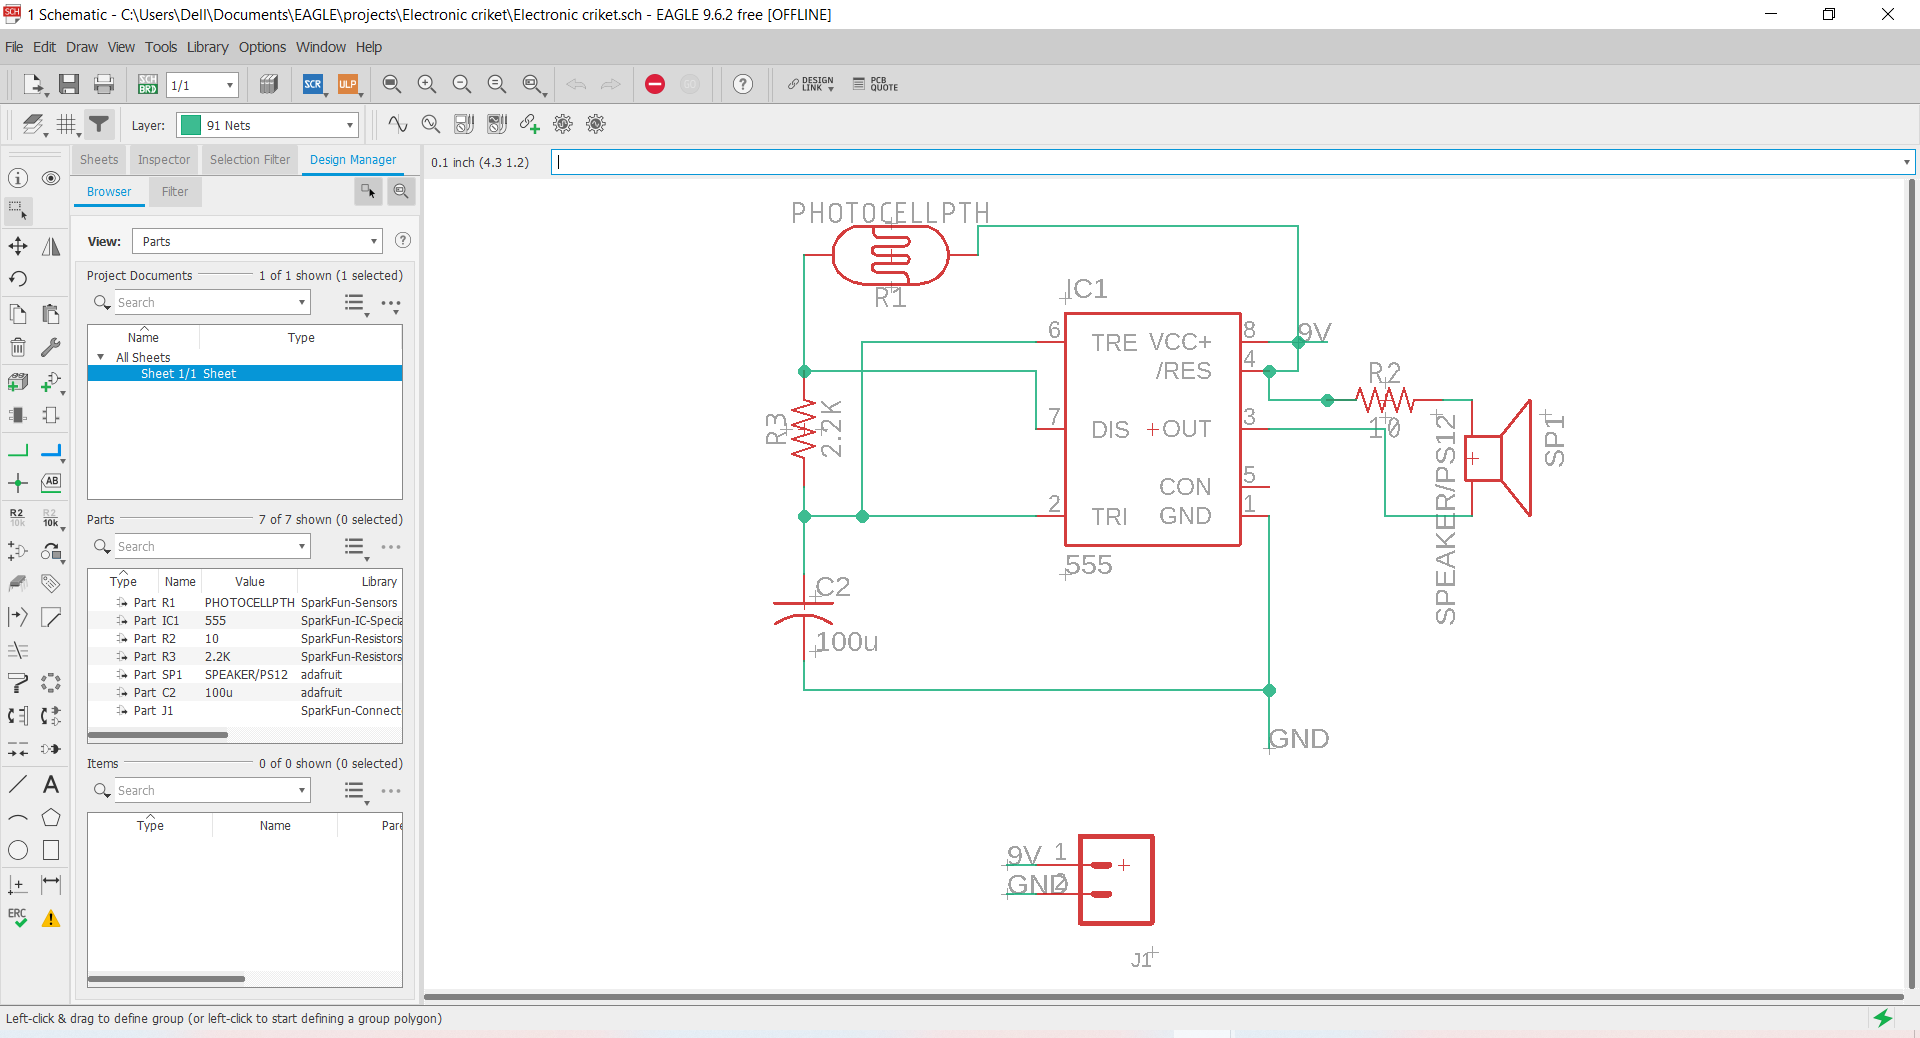 1 Schematic - C:\Users\Dell\Documents\EAGLE\projects\Electronic criket\Electronic criket.sch - EAGLE 9.6.2 free [OFFLINE]
File Edit Draw View Tools Library Options Window Help
SCH BRD 1/1 SCR ULP GO ? DESIGN LINK PCB QUOTE
Layer: 91 Nets
Sheets Inspector Selection Filter Design Manager
0.1 inch (4.3 1.2)
Browser Filter
View: Parts
Project Documents 1 of 1 shown (1 selected)
Search
Name Type
All Sheets
Sheet 1/1 Sheet
Parts 7 of 7 shown (0 selected)
Search
Type Name Value Library
Part R1 PHOTOCELLPTH SparkFun-Sensors
Part IC1 555 SparkFun-IC-Specia
Part R2 10 SparkFun-Resistors
Part R3 2.2K SparkFun-Resistors
Part SP1 SPEAKER/PS12 adafruit
Part C2 100u adafruit
Part J1 SparkFun-Connect
Items 0 of 0 shown (0 selected)
Search
Type Name Pare
AB
R2 10k R2 10k
ERC
PHOTOCELLPTH
R1
IC1
6 TRE VCC+ 8 9V
/RES 4
R2
10
R3
2.2K
7 DIS OUT 3
CON 5
2 TRI GND 1
555
SPEAKER/PS12
SP1
C2
100u
GND
9V 1
GND 2
J1
Left-click & drag to define group (or left-click to start defining a group polygon)